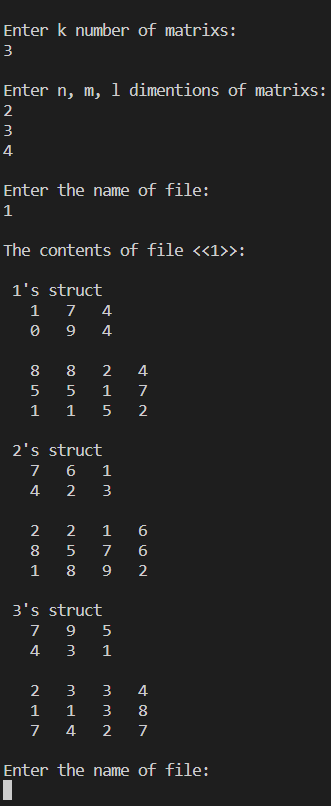 Enter k number of matrixs:
3
Enter n, m, l dimentions of matrixs:
2
3
4
Enter the name of file:
1
The contents of file <<1>>:
1's struct
1 7 4
0 9 4
8 8 2 4
5 5 1 7
1 1 5 2
2's struct
7 6 1
4 2 3
2 2 1 6
8 5 7 6
1 8 9 2
3's struct
7 9 5
4 3 1
2 3 3 4
1 1 3 8
7 4 2 7
Enter the name of file: